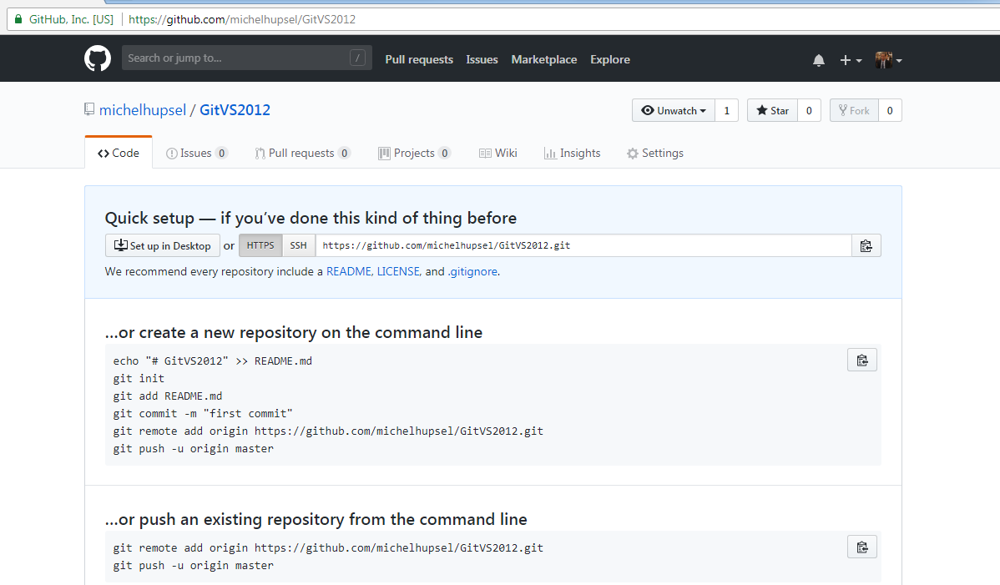 GitHub, Inc. [US] https://github.com/michelhupsel/GitVS2012
Search or jump to... / Pull requests Issues Marketplace Explore
michelhupsel / GitVS2012 Unwatch 1 Star 0 Fork 0
Code Issues 0 Pull requests 0 Projects 0 Wiki Insights Settings
Quick setup — if you’ve done this kind of thing before
Set up in Desktop or HTTPS SSH https://github.com/michelhupsel/GitVS2012.git
We recommend every repository include a README, LICENSE, and .gitignore.
…or create a new repository on the command line
echo "# GitVS2012" >> README.md
git init
git add README.md
git commit -m "first commit"
git remote add origin https://github.com/michelhupsel/GitVS2012.git
git push -u origin master
…or push an existing repository from the command line
git remote add origin https://github.com/michelhupsel/GitVS2012.git
git push -u origin master